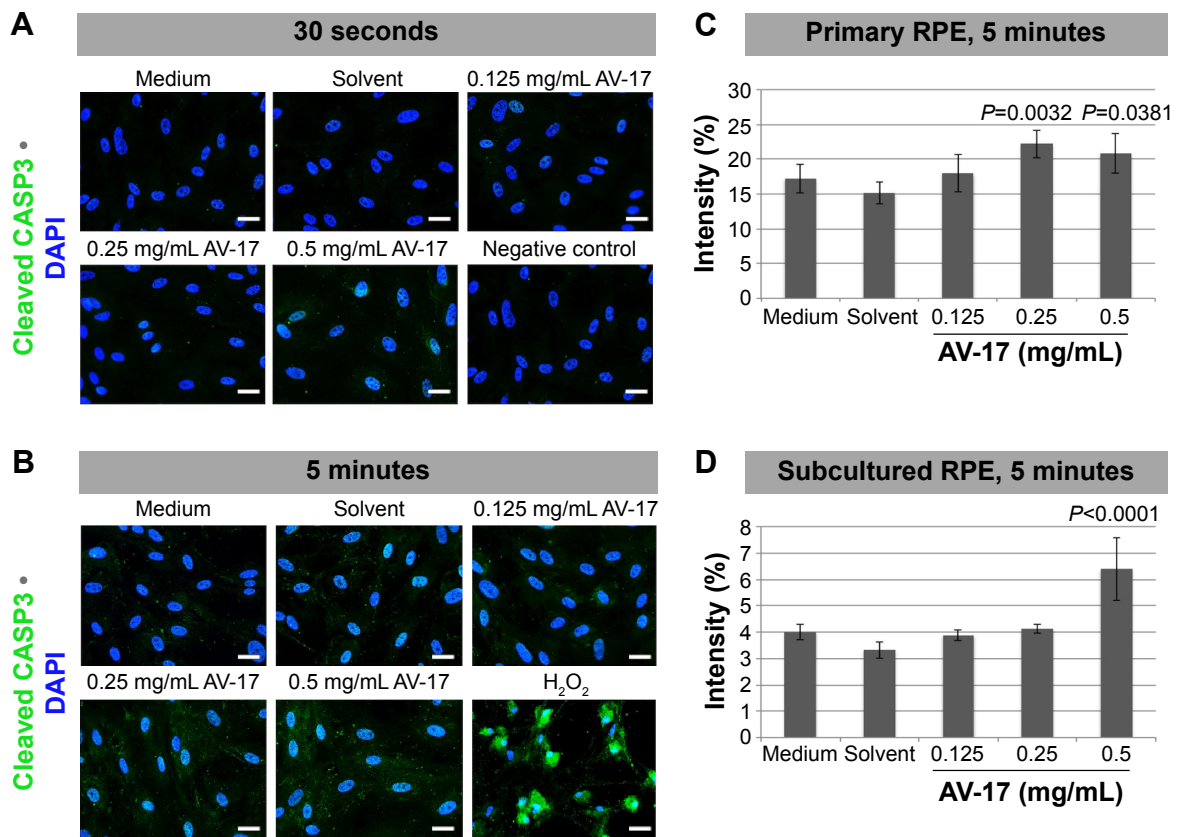 A
30 seconds
Medium
Solvent
0.125 mg/mL AV-17
0.25 mg/mL AV-17
0.5 mg/mL AV-17
Negative control
Cleaved CASP3 •
DAPI
B
5 minutes
Medium
Solvent
0.125 mg/mL AV-17
0.25 mg/mL AV-17
0.5 mg/mL AV-17
H₂O₂
Cleaved CASP3 •
DAPI
C
Primary RPE, 5 minutes
P=0.0032
P=0.0381
Intensity (%)
30
25
20
15
10
5
0
Medium
Solvent
0.125
0.25
0.5
AV-17 (mg/mL)
D
Subcultured RPE, 5 minutes
P<0.0001
Intensity (%)
8
7
6
5
4
3
2
1
0
Medium
Solvent
0.125
0.25
0.5
AV-17 (mg/mL)